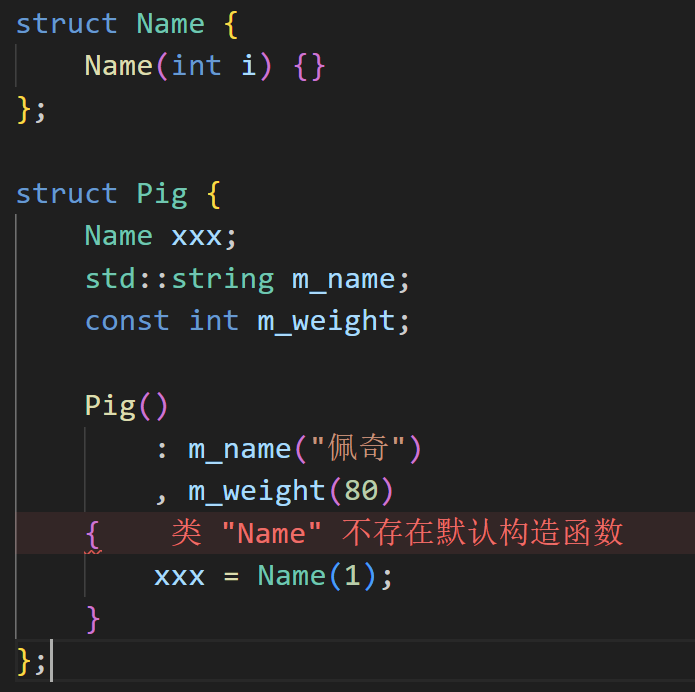 struct Name {
    Name(int i) {}
};
struct Pig {
    Name xxx;
    std::string m_name;
    const int m_weight;
    Pig()
        : m_name("佩奇")
        , m_weight(80)
    {    类 "Name" 不存在默认构造函数
        xxx = Name(1);
    }
};